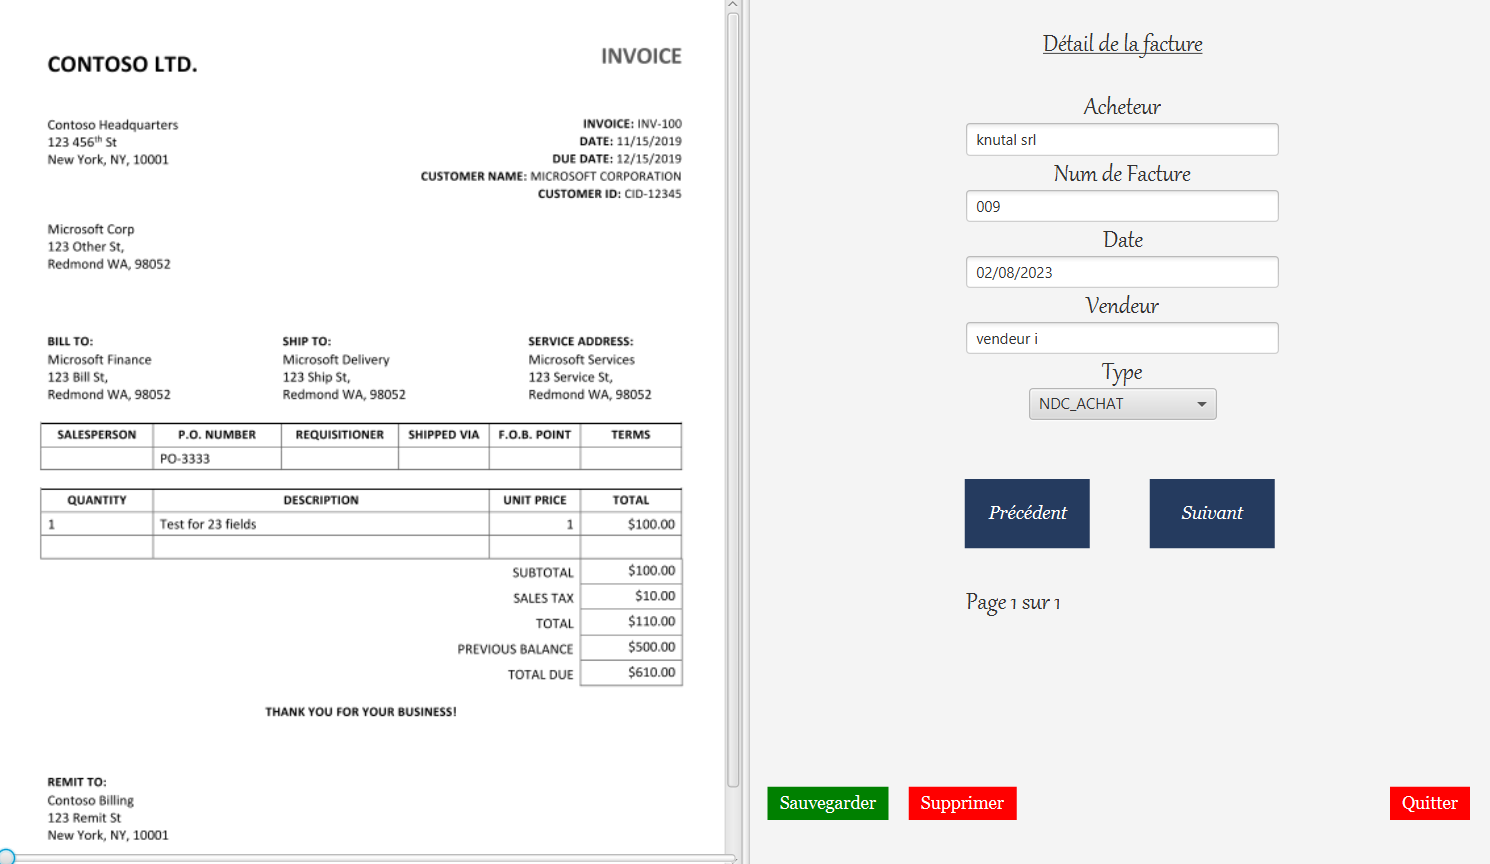 CONTOSO LTD.
INVOICE
Contoso Headquarters
123 456th St
New York, NY, 10001
INVOICE: INV-100
DATE: 11/15/2019
DUE DATE: 12/15/2019
CUSTOMER NAME: MICROSOFT CORPORATION
CUSTOMER ID: CID-12345
Microsoft Corp
123 Other St,
Redmond WA, 98052
BILL TO:
Microsoft Finance
123 Bill St,
Redmond WA, 98052
SHIP TO:
Microsoft Delivery
123 Ship St,
Redmond WA, 98052
SERVICE ADDRESS:
Microsoft Services
123 Service St,
Redmond WA, 98052
SALESPERSON P.O. NUMBER REQUISITIONER SHIPPED VIA F.O.B. POINT TERMS
PO-3333
QUANTITY DESCRIPTION UNIT PRICE TOTAL
1 Test for 23 fields 1 $100.00
SUBTOTAL $100.00
SALES TAX $10.00
TOTAL $110.00
PREVIOUS BALANCE $500.00
TOTAL DUE $610.00
THANK YOU FOR YOUR BUSINESS!
REMIT TO:
Contoso Billing
123 Remit St
New York, NY, 10001
Détail de la facture
Acheteur
knutal srl
Num de Facture
009
Date
02/08/2023
Vendeur
vendeur i
Type
NDC_ACHAT
Précédent Suivant
Page 1 sur 1
Sauvegarder Supprimer Quitter